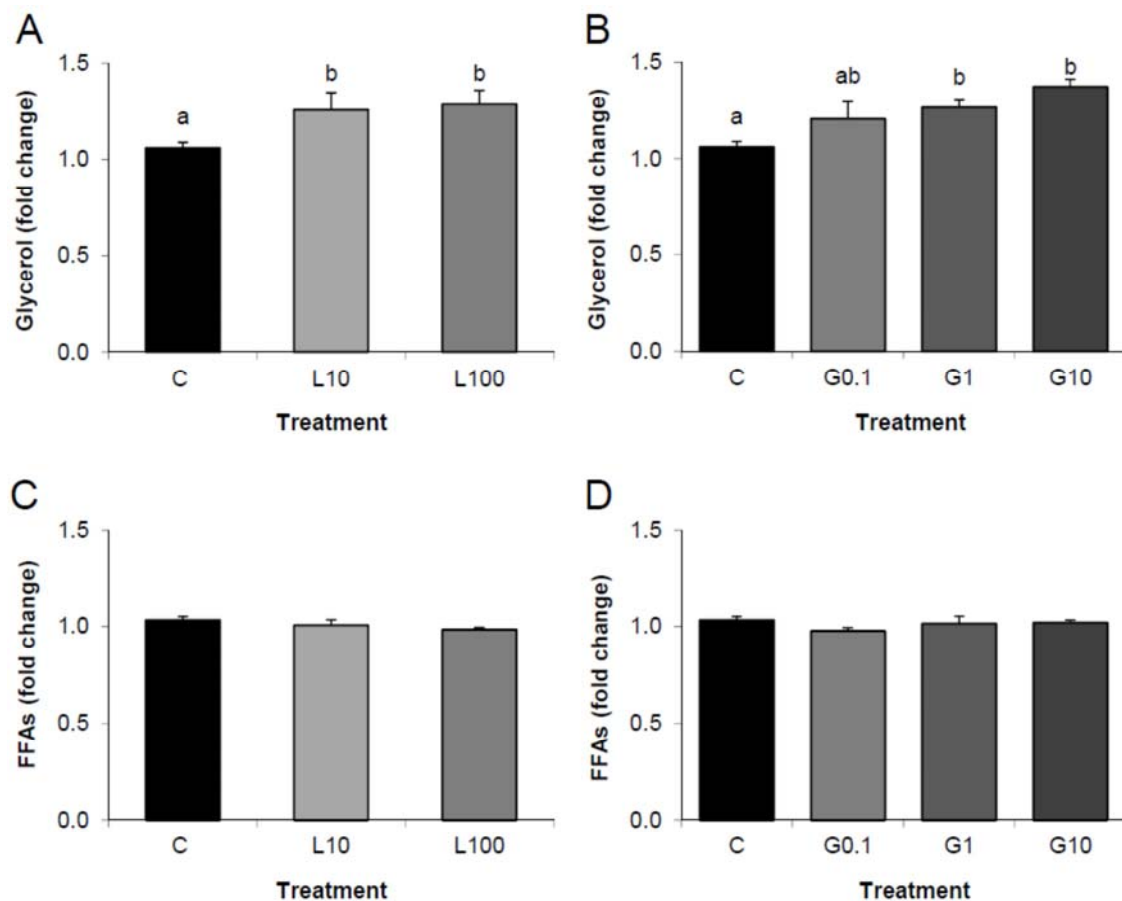 A
Glycerol (fold change)
1.5
1.0
0.5
0.0
a
b
b
C
L10
L100
Treatment
B
Glycerol (fold change)
1.5
1.0
0.5
0.0
a
ab
b
b
C
G0.1
G1
G10
Treatment
C
FFAs (fold change)
1.5
1.0
0.5
0.0
C
L10
L100
Treatment
D
FFAs (fold change)
1.5
1.0
0.5
0.0
C
G0.1
G1
G10
Treatment